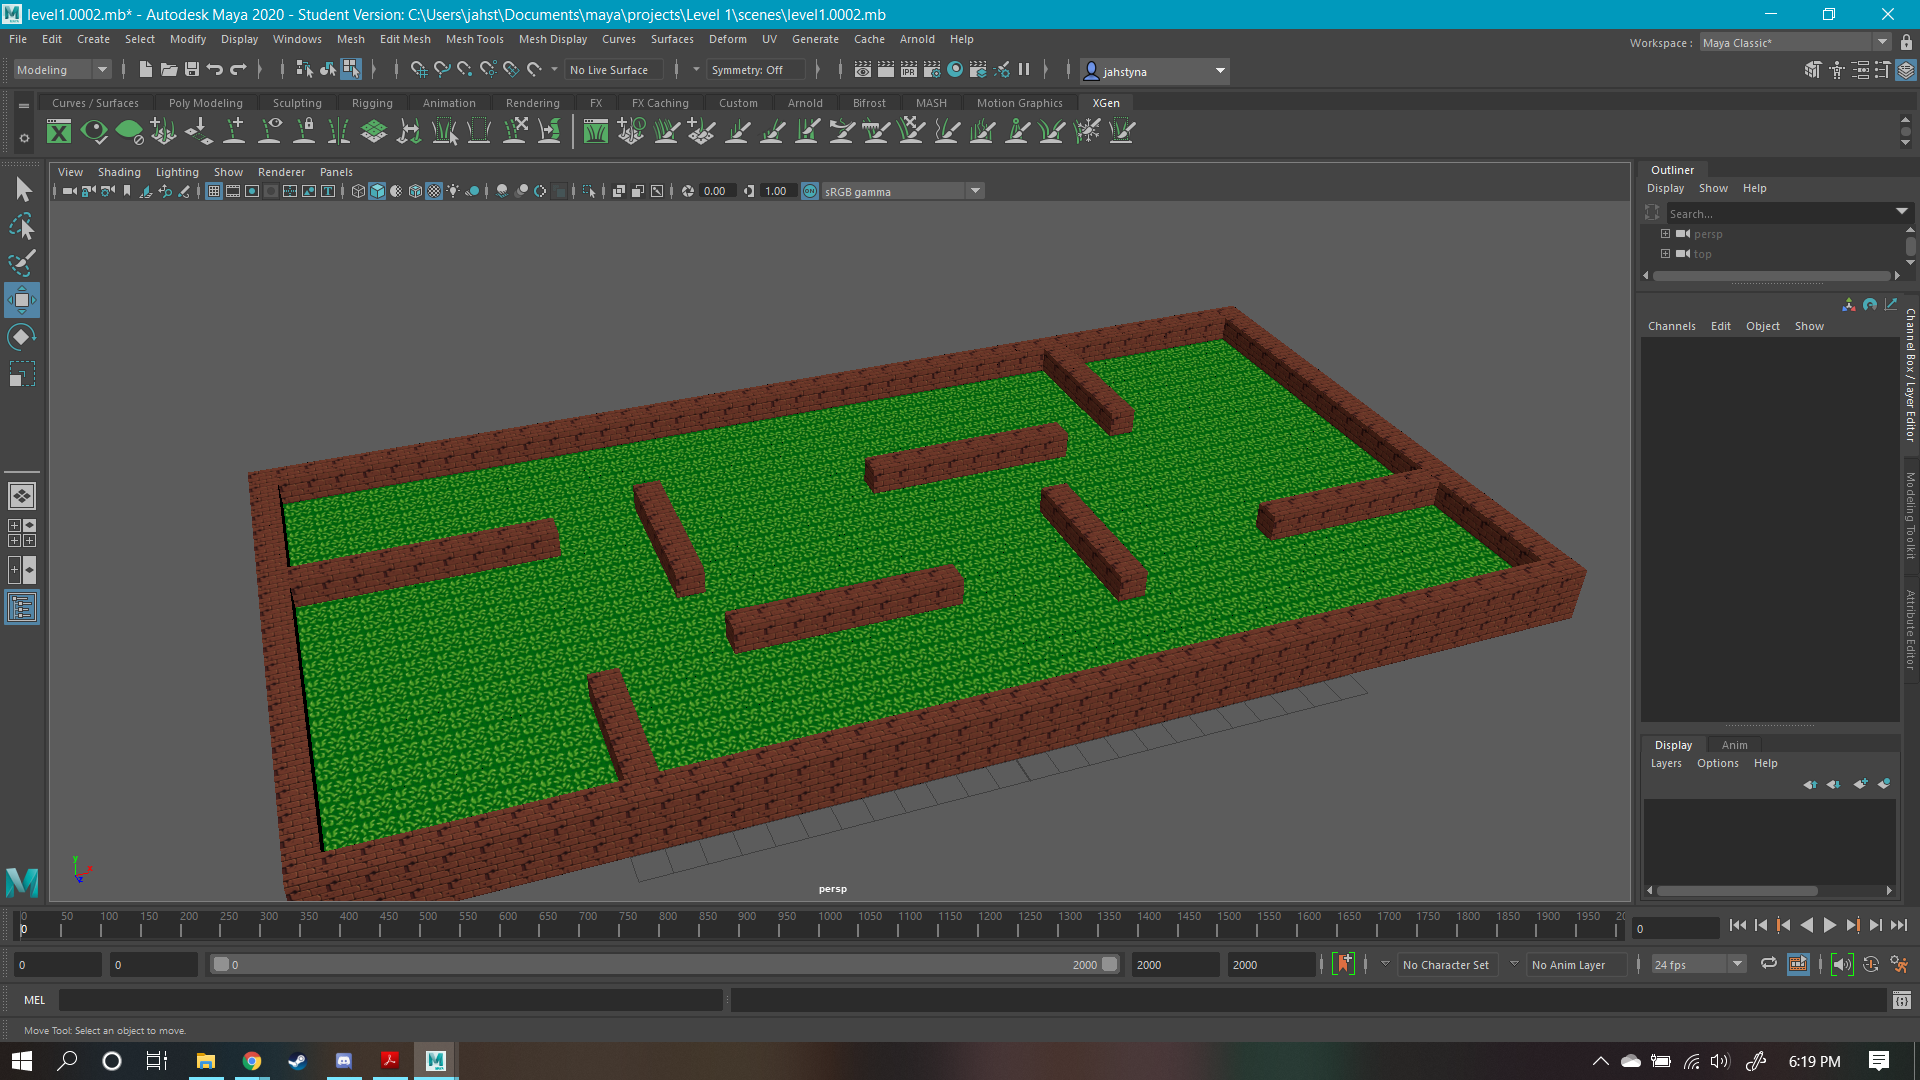 level1.0002.mb* - Autodesk Maya 2020 - Student Version: C:\Users\jahst\Documents\maya\projects\Level 1\scenes\level1.0002.mb
File Edit Create Select Modify Display Windows Mesh Edit Mesh Mesh Tools Mesh Display Curves Surfaces Deform UV Generate Cache Arnold Help
Workspace : Maya Classic*
Modeling No Live Surface Symmetry: Off IPR jahstyna
Curves / Surfaces Poly Modeling Sculpting Rigging Animation Rendering FX FX Caching Custom Arnold Bifrost MASH Motion Graphics XGen
View Shading Lighting Show Renderer Panels
0.00 1.00 ON sRGB gamma
Outliner
Display Show Help
Search...
persp
top
Channels Edit Object Show
Channel Box / Layer Editor
Modeling Toolkit
Attribute Editor
Display Anim
Layers Options Help
y
x
z
persp
0 50 100 150 200 250 300 350 400 450 500 550 600 650 700 750 800 850 900 950 1000 1050 1100 1150 1200 1250 1300 1350 1400 1450 1500 1550 1600 1650 1700 1750 1800 1850 1900 1950 20
0 0
0 0 0 2000 2000 2000 No Character Set No Anim Layer 24 fps
MEL
Move Tool: Select an object to move.
6:19 PM